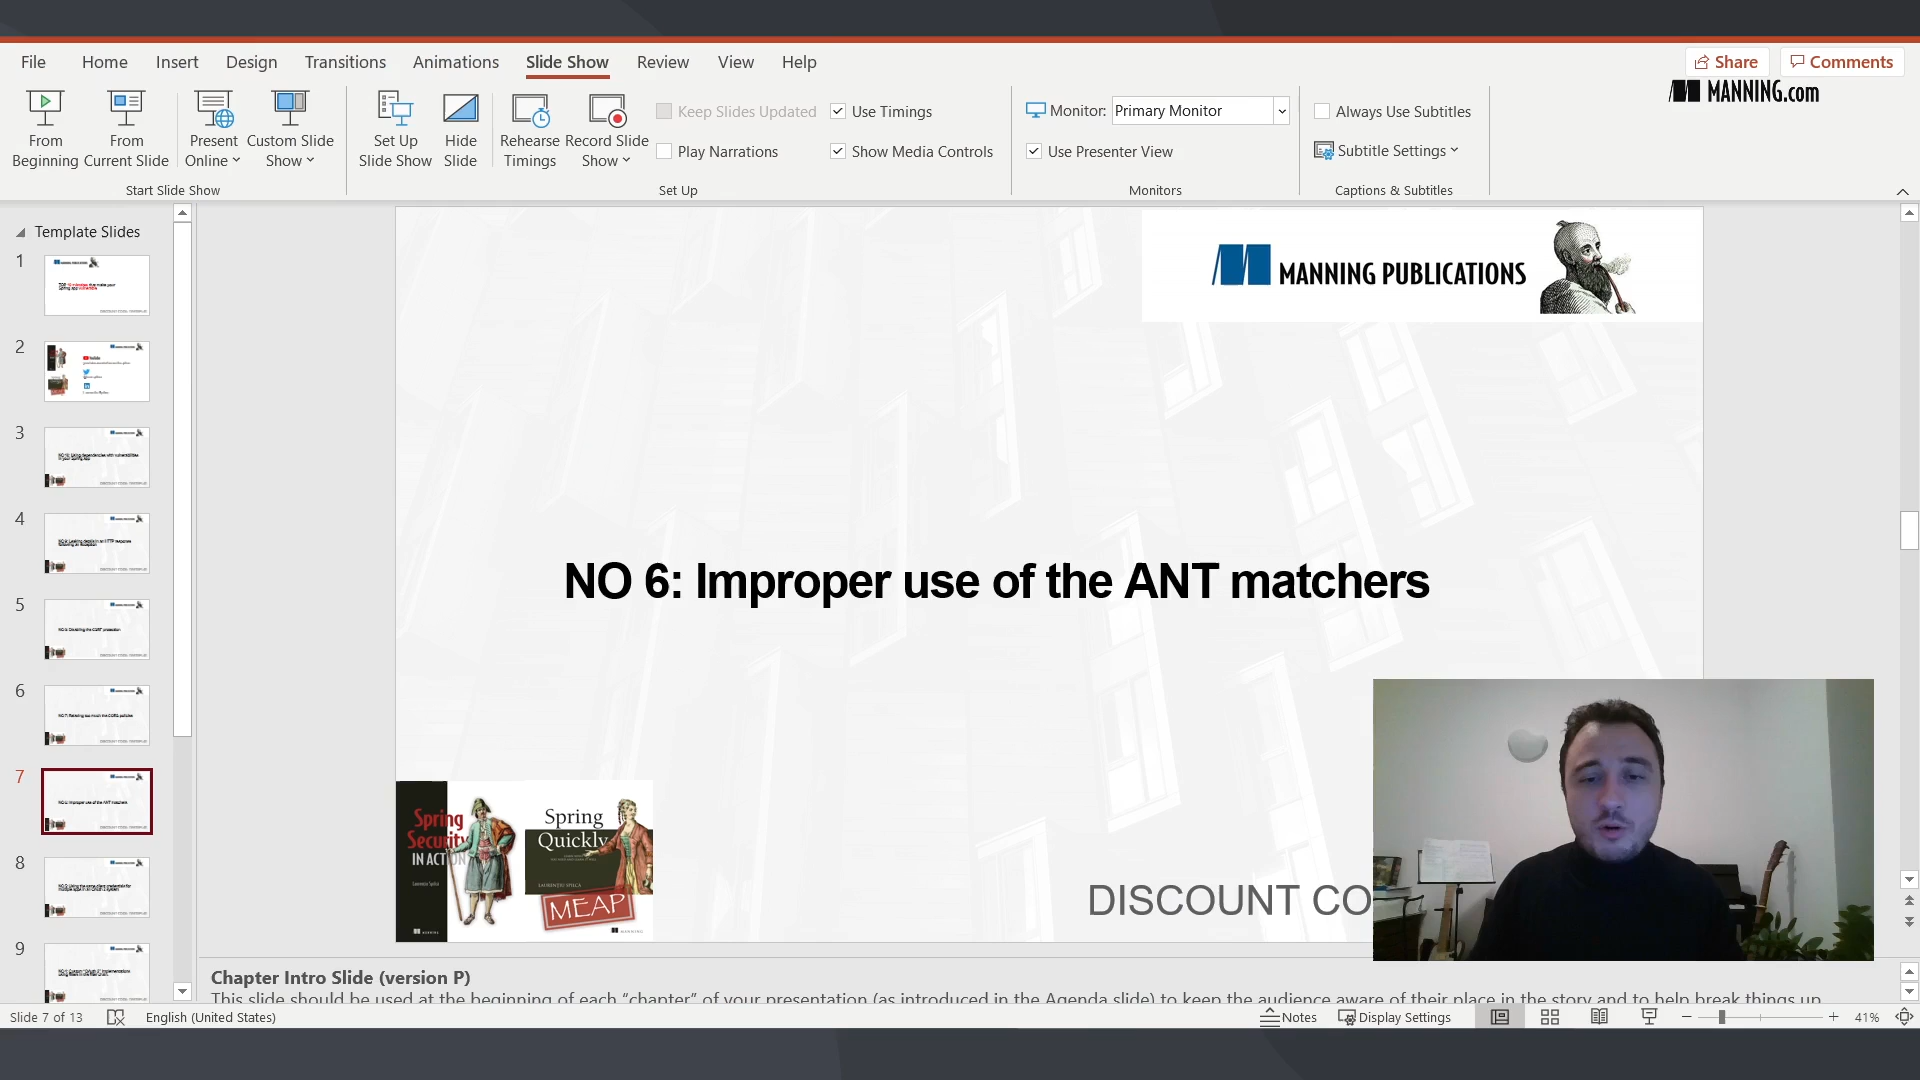 File Home Insert Design Transitions Animations Slide Show Review View Help Share Comments
MANNING.com
From Beginning
From Current Slide
Present Online
Custom Slide Show
Set Up Slide Show
Hide Slide
Rehearse Timings
Record Slide Show
Keep Slides Updated
Play Narrations
Use Timings
Show Media Controls
Monitor: Primary Monitor
Use Presenter View
Always Use Subtitles
Subtitle Settings
Start Slide Show
Set Up
Monitors
Captions & Subtitles
Template Slides
1
2
3
4
5
6
7
8
9
MANNING PUBLICATIONS
NO 6: Improper use of the ANT matchers
Spring
Security
IN ACTION
Spring
Quickly
LAURENȚIU SPILCĂ
MEAP
DISCOUNT CO
Chapter Intro Slide (version P)
This slide should be used at the beginning of each “chapter” of your presentation (as introduced in the Agenda slide) to keep the audience aware of their place in the story and to help break things up
Slide 7 of 13 English (United States) Notes Display Settings 41%